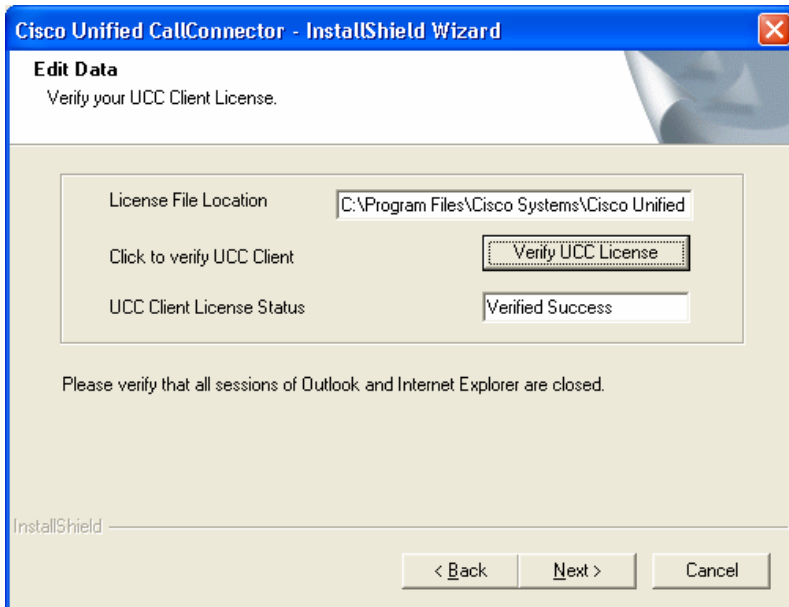 Cisco Unified CallConnector - InstallShield Wizard
Edit Data
Verify your UCC Client License.
License File Location
C:\Program Files\Cisco Systems\Cisco Unified
Click to verify UCC Client
Verify UCC License
UCC Client License Status
Verified Success
Please verify that all sessions of Outlook and Internet Explorer are closed.
InstallShield
< Back
Next >
Cancel